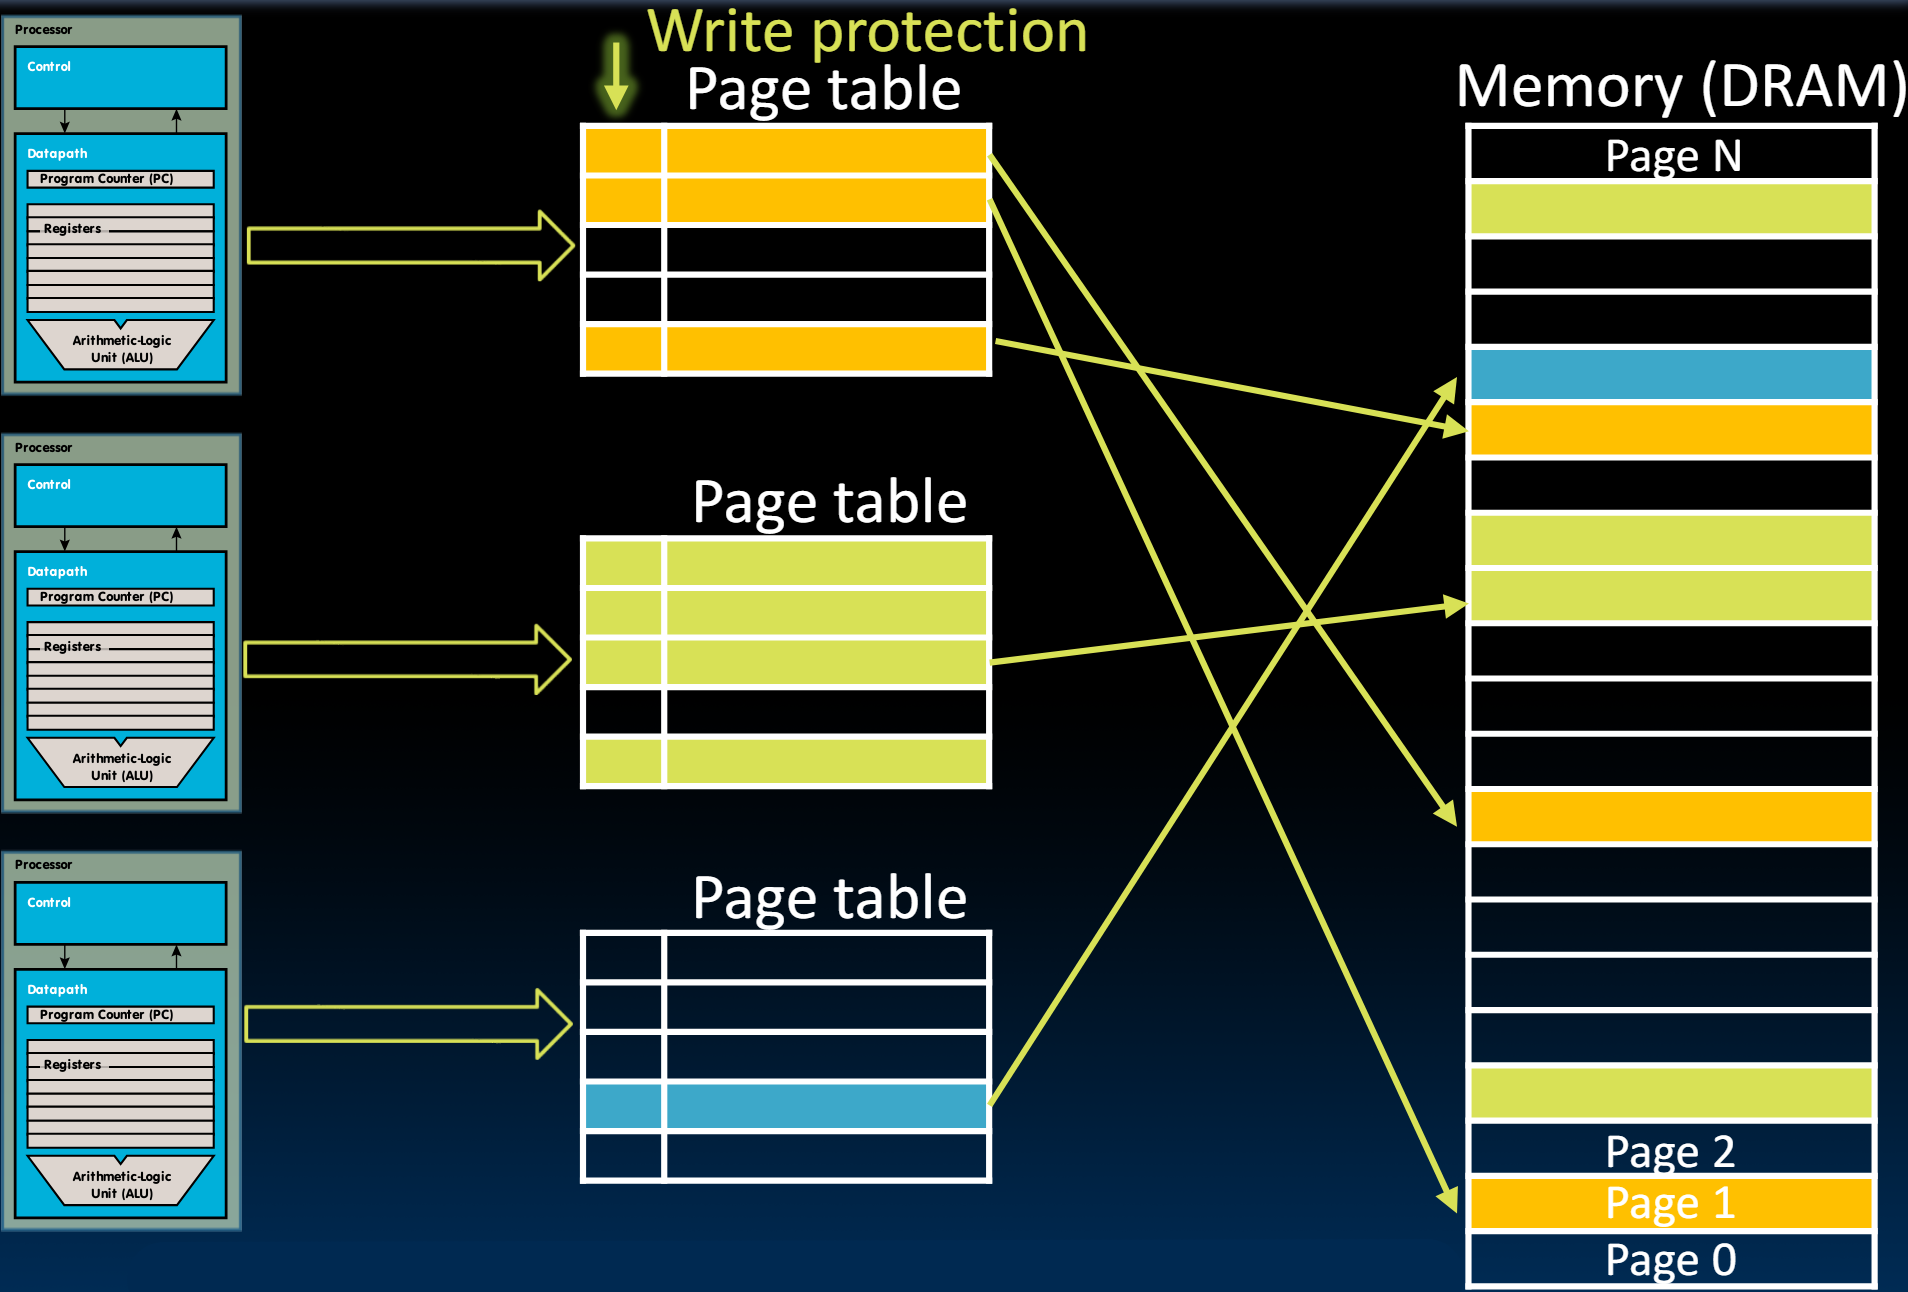 Write protection
Page table
Memory (DRAM)
Processor
Control
Datapath
Program Counter (PC)
Registers
Arithmetic-Logic
Unit (ALU)
Page N
Page table
Processor
Control
Datapath
Program Counter (PC)
Registers
Arithmetic-Logic
Unit (ALU)
Page table
Processor
Control
Datapath
Program Counter (PC)
Registers
Arithmetic-Logic
Unit (ALU)
Page 2
Page 1
Page 0